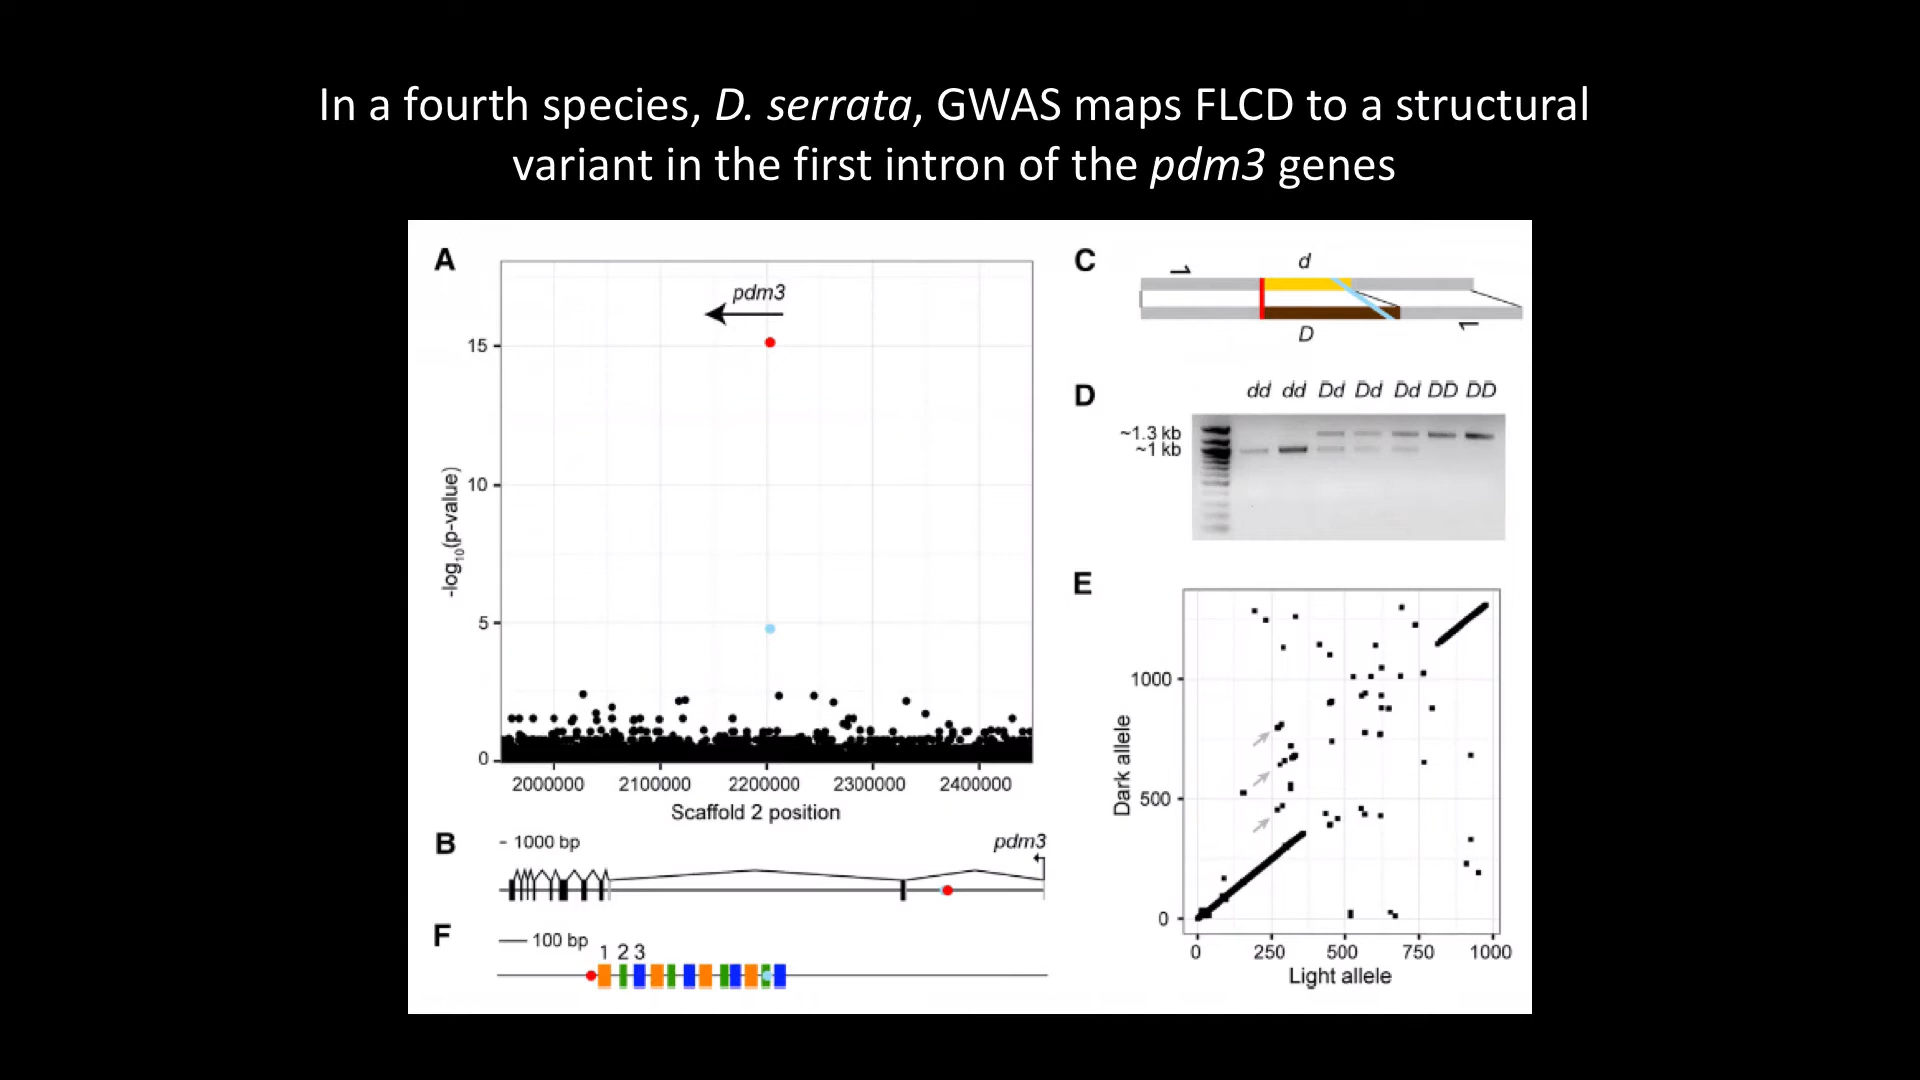 In a fourth species, D. serrata, GWAS maps FLCD to a structural
variant in the first intron of the pdm3 genes
A
pdm3
15
10
5
0
-log10(p-value)
2000000 2100000 2200000 2300000 2400000
Scaffold 2 position
B
1000 bp
pdm3
F
100 bp
1 2 3
C
d
D
D
dd dd Dd Dd Dd DD DD
~1.3 kb
~1 kb
E
1000
500
0
Dark allele
0 250 500 750 1000
Light allele